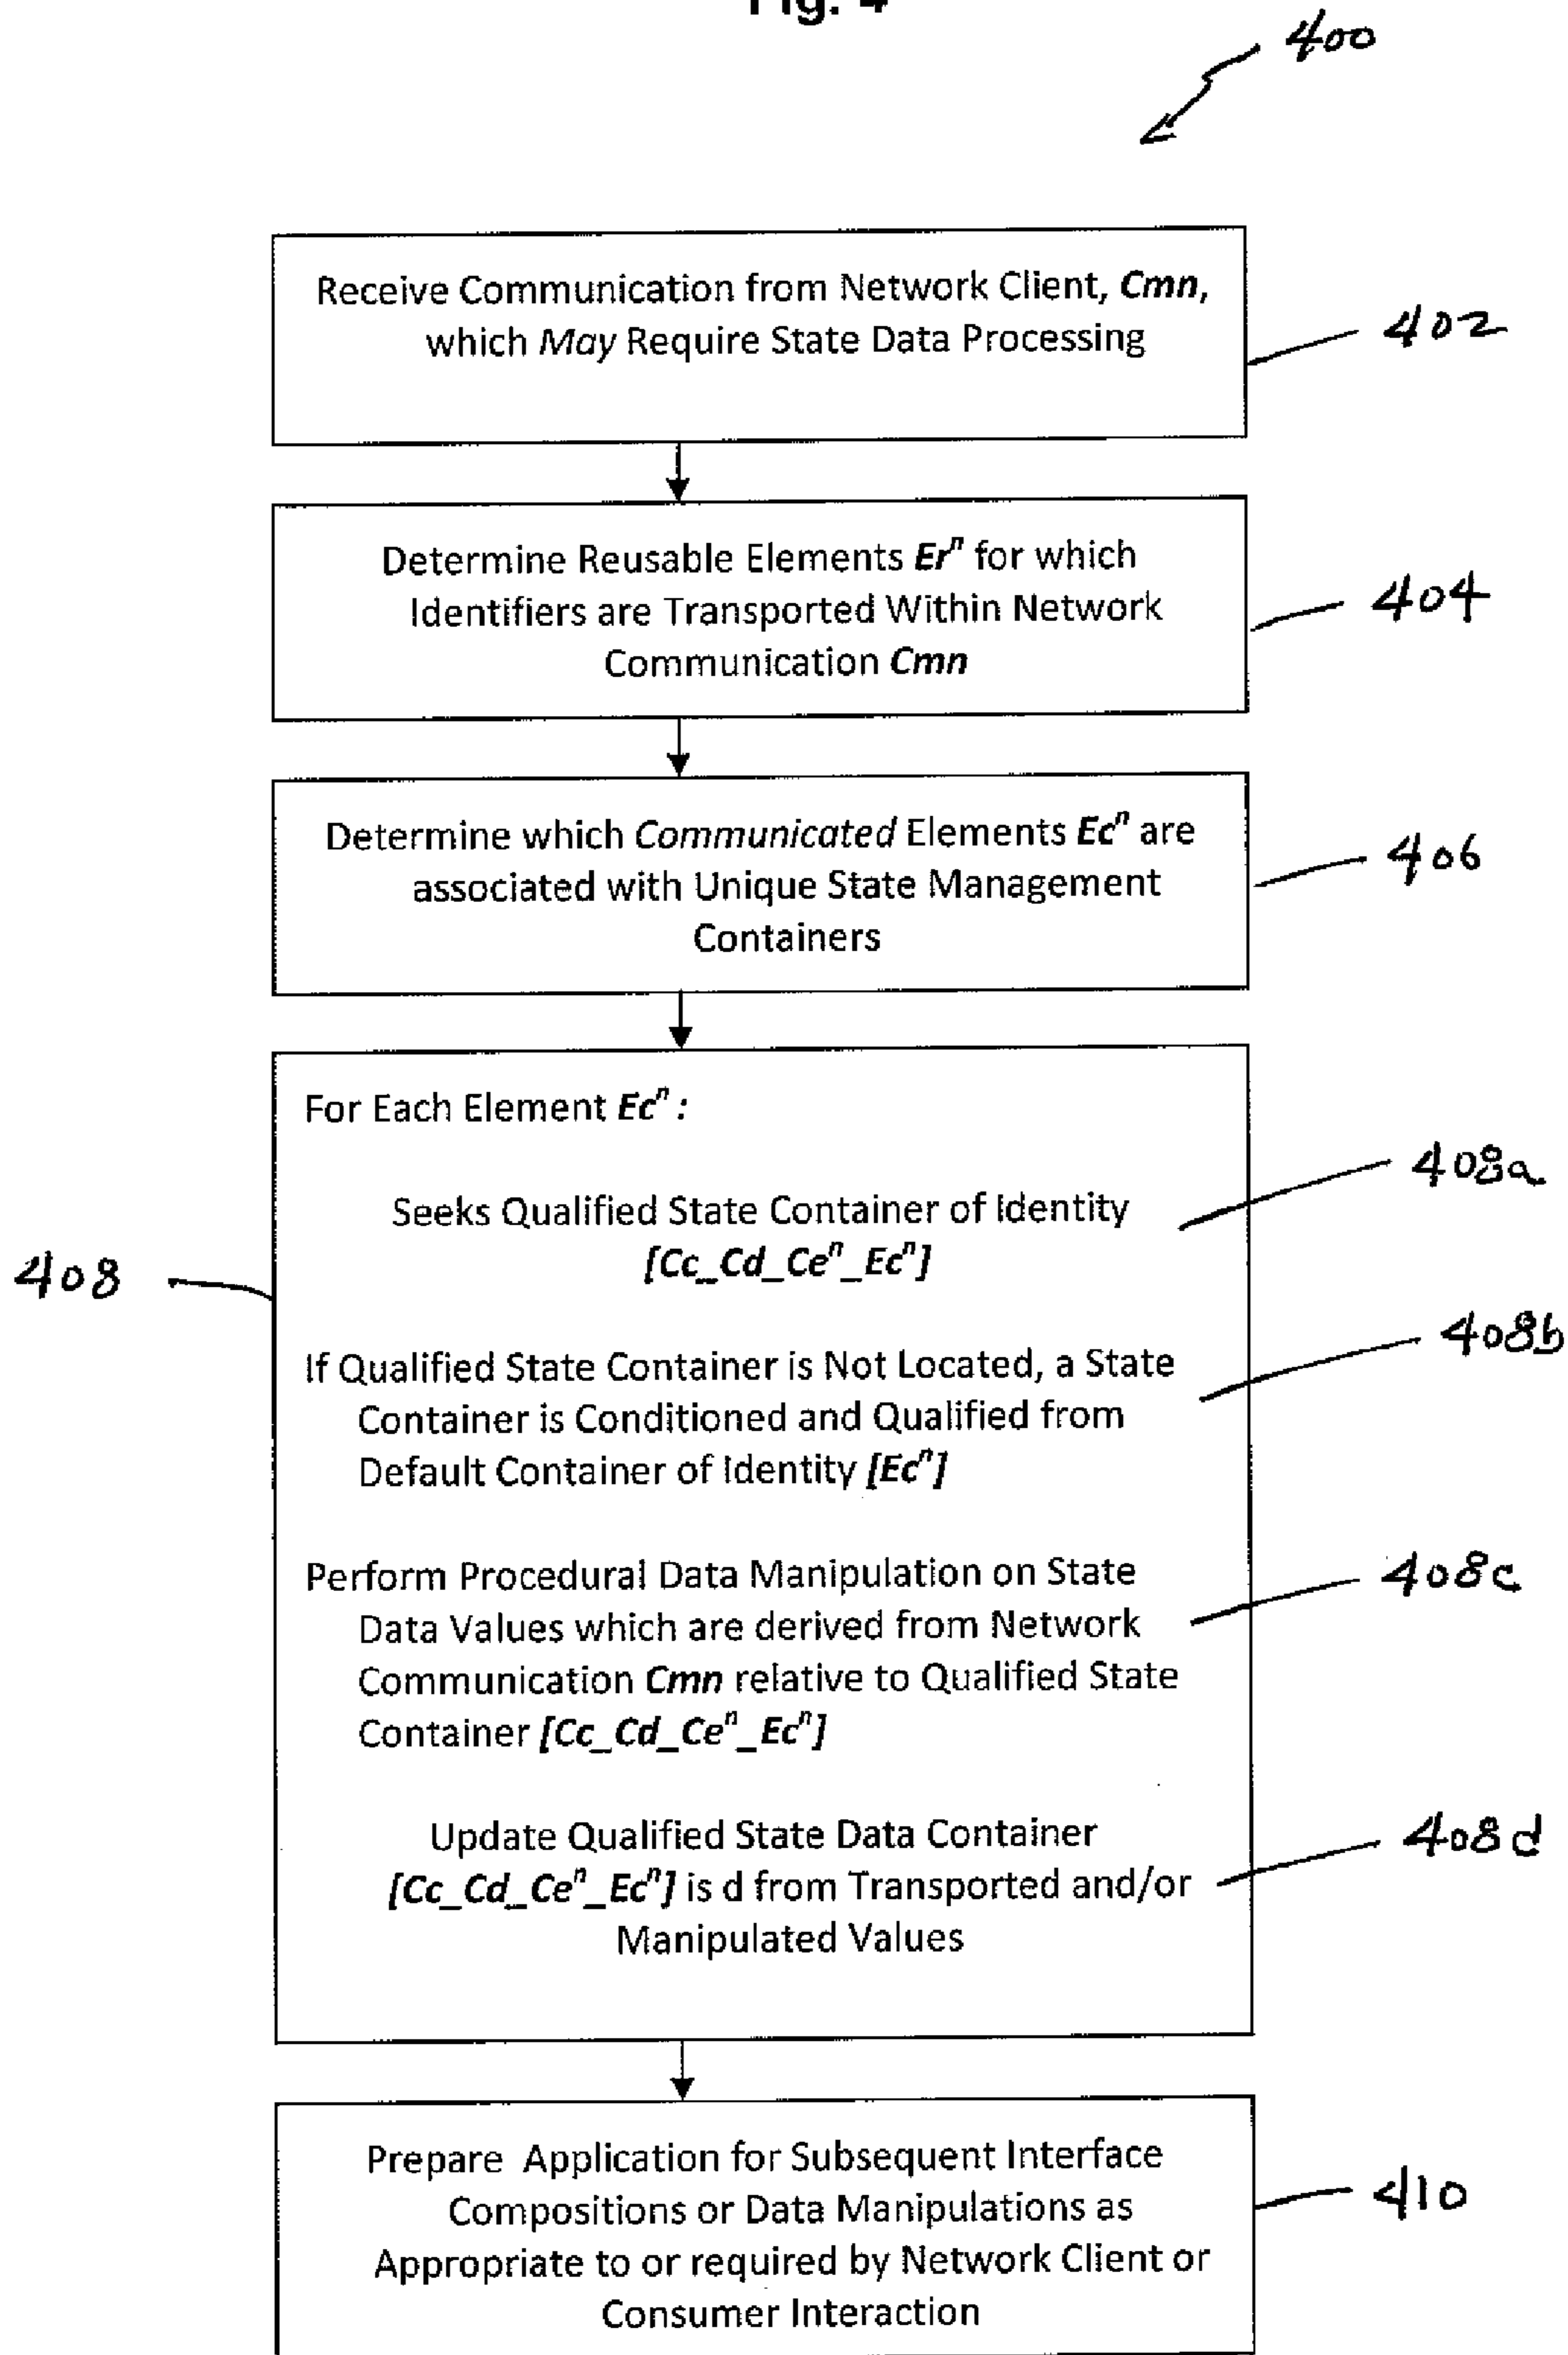 Fig. 4
400
Receive Communication from Network Client, Cmn,
which May Require State Data Processing
402
Determine Reusable Elements Erⁿ for which
Identifiers are Transported Within Network
Communication Cmn
404
Determine which Communicated Elements Ecⁿ are
associated with Unique State Management
Containers
406
408
For Each Element Ecⁿ:
Seeks Qualified State Container of Identity
[Cc_Cd_Ceⁿ_Ecⁿ]
408a
If Qualified State Container is Not Located, a State
Container is Conditioned and Qualified from
Default Container of Identity [Ecⁿ]
408b
Perform Procedural Data Manipulation on State
Data Values which are derived from Network
Communication Cmn relative to Qualified State
Container [Cc_Cd_Ceⁿ_Ecⁿ]
408c
Update Qualified State Data Container
[Cc_Cd_Ceⁿ_Ecⁿ] is d from Transported and/or
Manipulated Values
408d
Prepare Application for Subsequent Interface
Compositions or Data Manipulations as
Appropriate to or required by Network Client or
Consumer Interaction
410